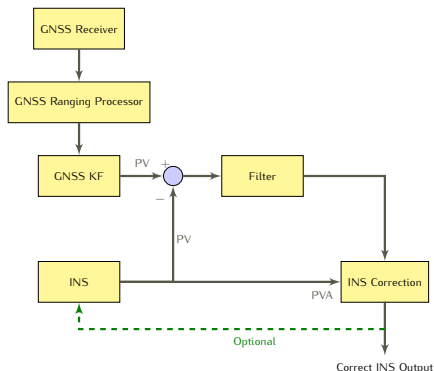 GNSS Receiver
GNSS Ranging Processor
GNSS KF
PV
+
−
Filter
PV
INS
PVA
INS Correction
Optional
Correct INS Outout